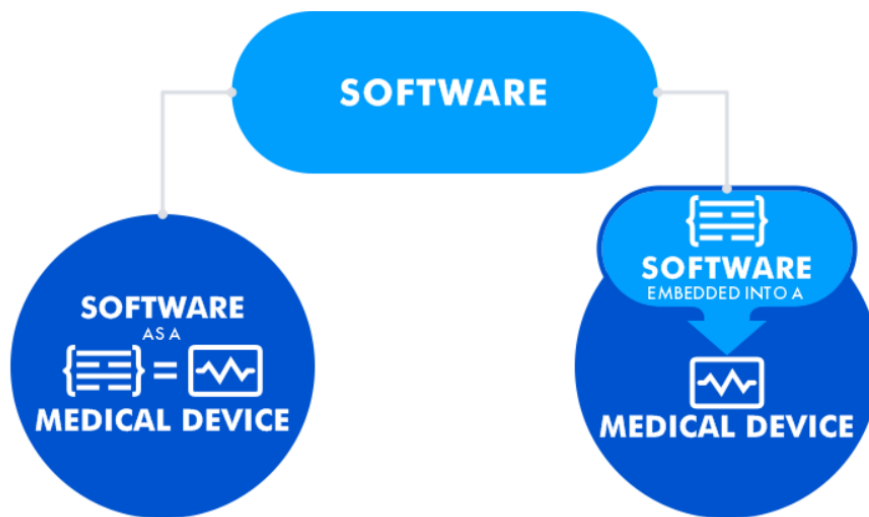 SOFTWARE
SOFTWARE
AS A
{ } =
MEDICAL DEVICE
{ }
SOFTWARE
EMBEDDED INTO A
MEDICAL DEVICE